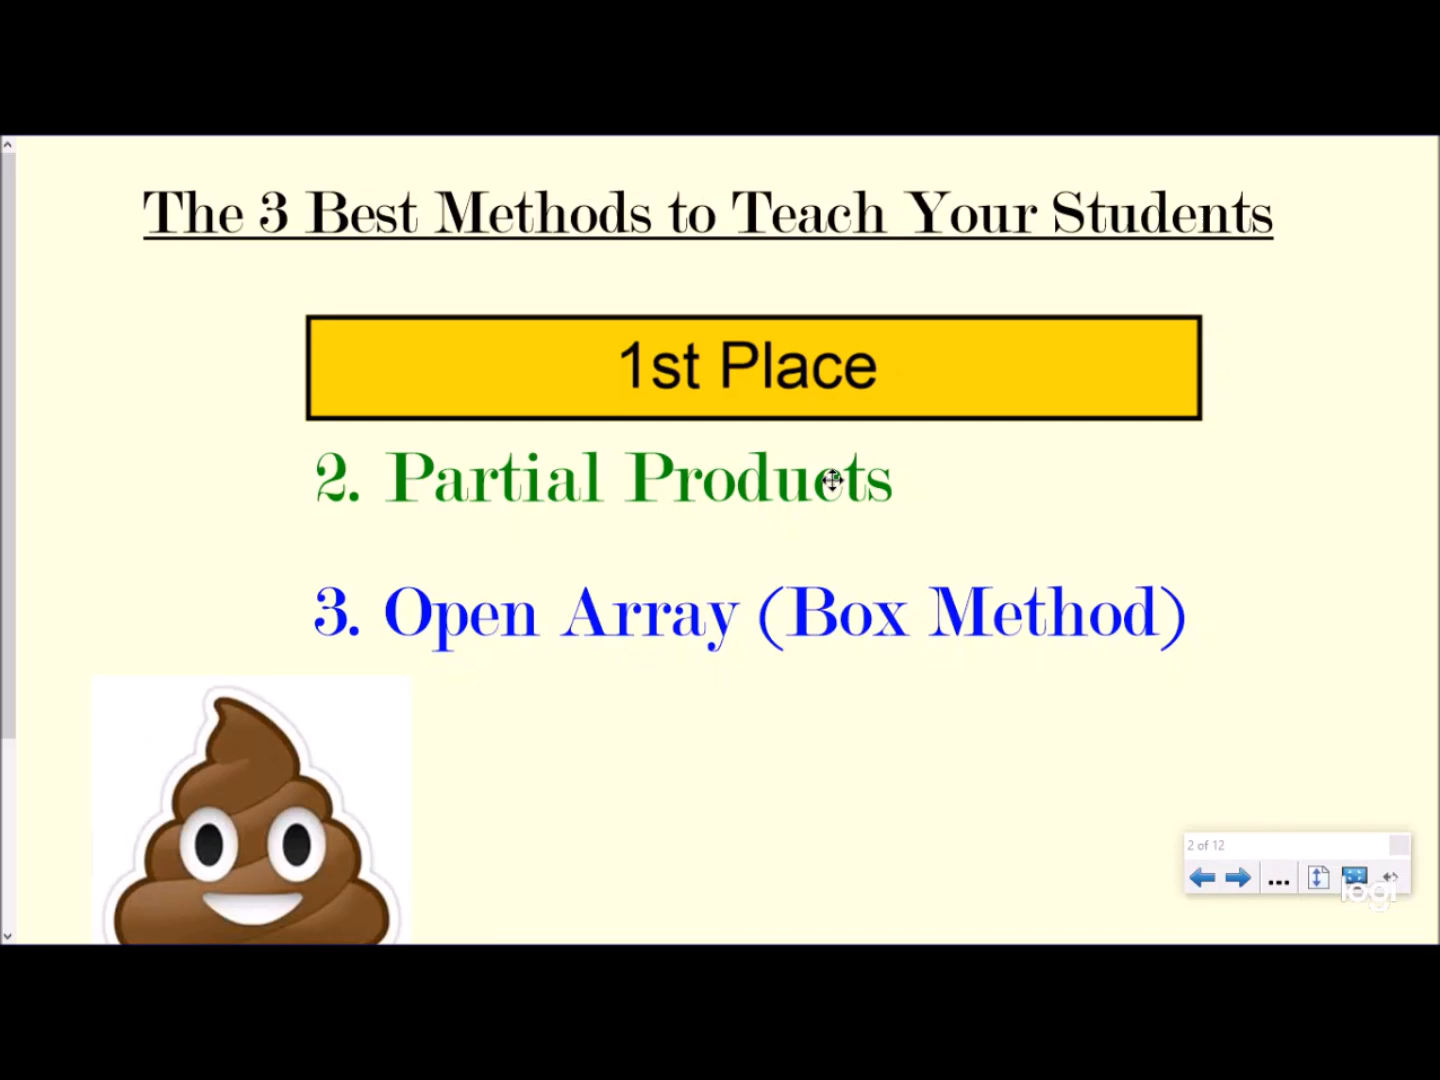 The 3 Best Methods to Teach Your Students
1st Place
2. Partial Products
3. Open Array (Box Method)
2 of 12
...
logi